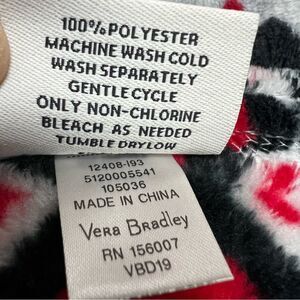 100%POLYESTER
MACHINE WASH COLD
WASH SEPARATELY
GENTLE CYCLE
ONLY NON-CHLORINE
BLEACH AS NEEDED
TUMBLE DRY LOW
12408-I93
5120005541
105036
MADE IN CHINA
Vera Bradley
RN 156007
VBD19